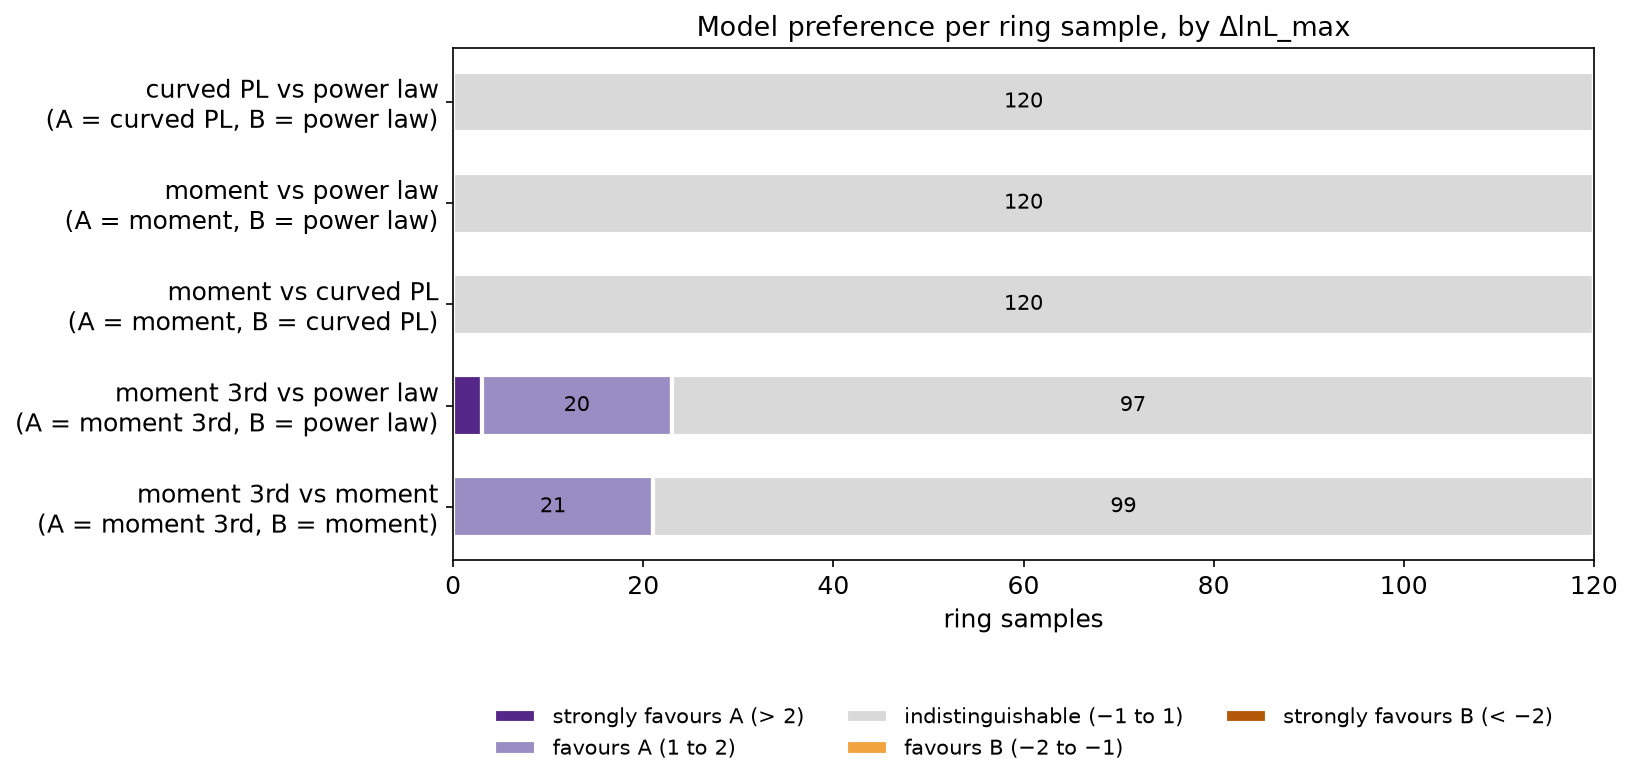 Model preference per ring sample, by ΔlnL_max
curved PL vs power law
(A = curved PL, B = power law)
120
moment vs power law
(A = moment, B = power law)
120
moment vs curved PL
(A = moment, B = curved PL)
120
moment 3rd vs power law
(A = moment 3rd, B = power law)
20 97
moment 3rd vs moment
(A = moment 3rd, B = moment)
21 99
0 20 40 60 80 100 120
ring samples
strongly favours A (> 2) indistinguishable (−1 to 1) strongly favours B (< −2)
favours A (1 to 2) favours B (−2 to −1)